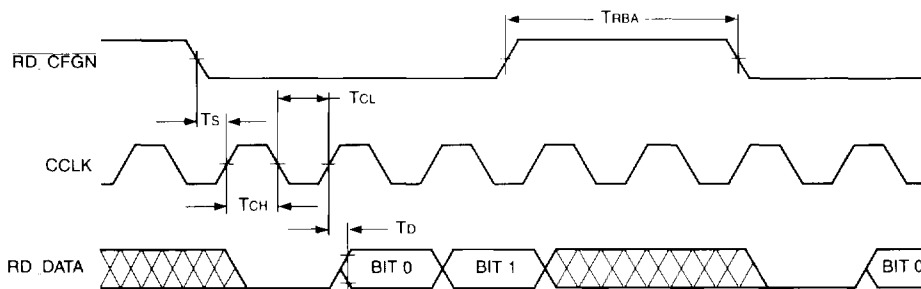 TRBA
RD_CFGN
TCL
TS
CCLK
TCH
TD
RD_DATA
BIT 0
BIT 1
BIT 0